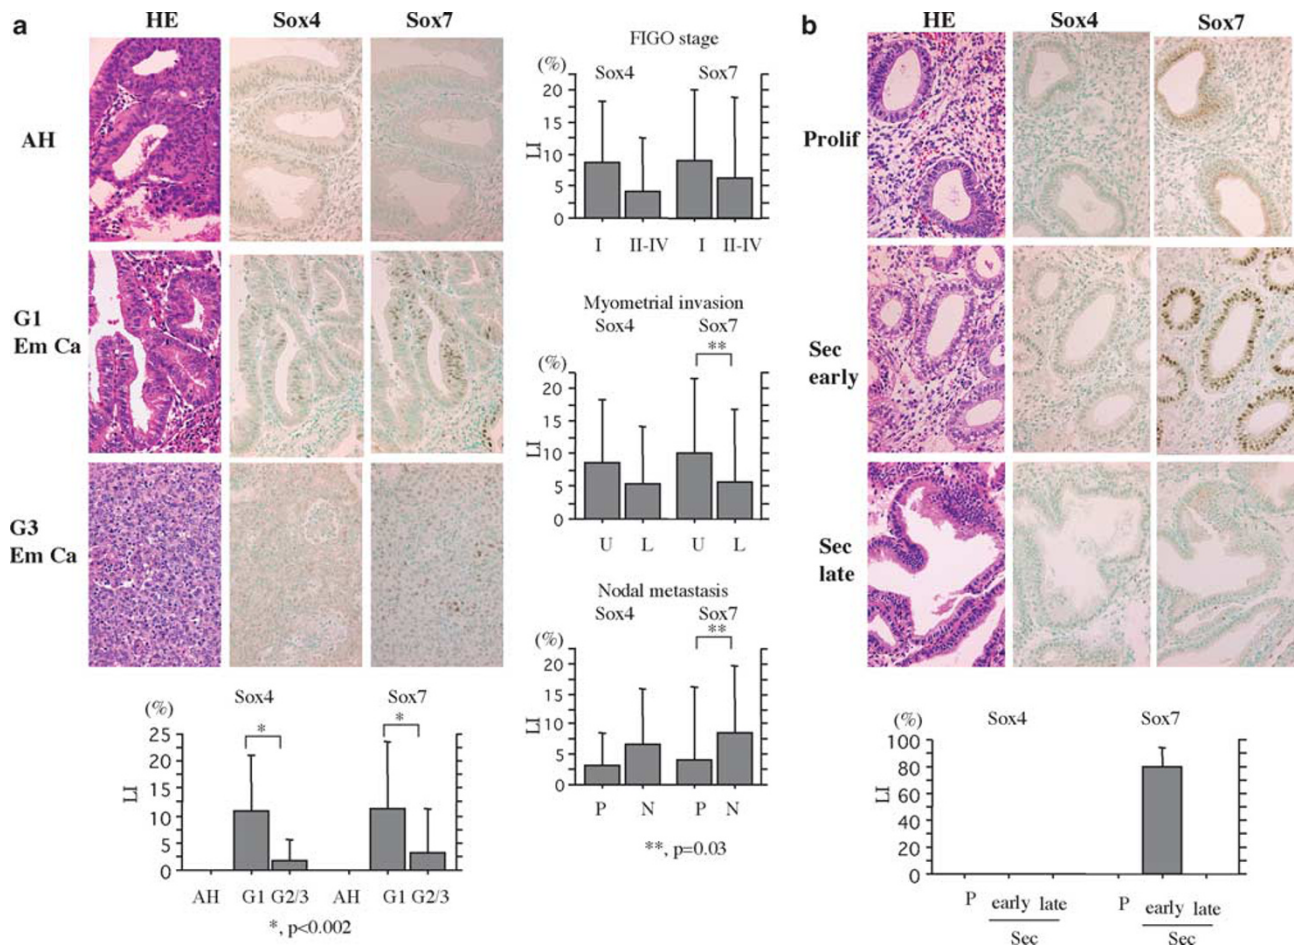 a
HE Sox4 Sox7
AH
G1
Em Ca
G3
Em Ca
Sox4 Sox7
(%)
25
20
15
10
5
0
LI
* *
AH G1 G2/3 AH G1 G2/3
*, p<0.002
FIGO stage
(%)
Sox4 Sox7
20
15
10
5
0
LI
I II-IV I II-IV
Myometrial invasion
Sox4 Sox7
(%)
**
20
15
10
5
0
LI
U L U L
Nodal metastasis
Sox4 Sox7
(%)
**
20
15
10
5
0
LI
P N P N
**, p=0.03
b
HE Sox4 Sox7
Prolif
Sec
early
Sec
late
(%)
Sox4 Sox7
100
80
60
40
20
0
LI
P early late P early late
Sec Sec